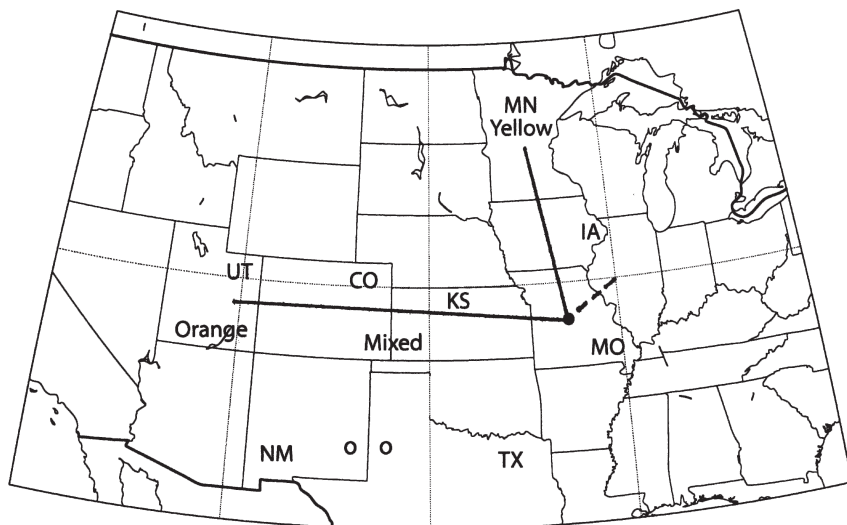 MN
Yellow
IA
UT
CO
KS
Orange
Mixed
MO
NM
O O
TX